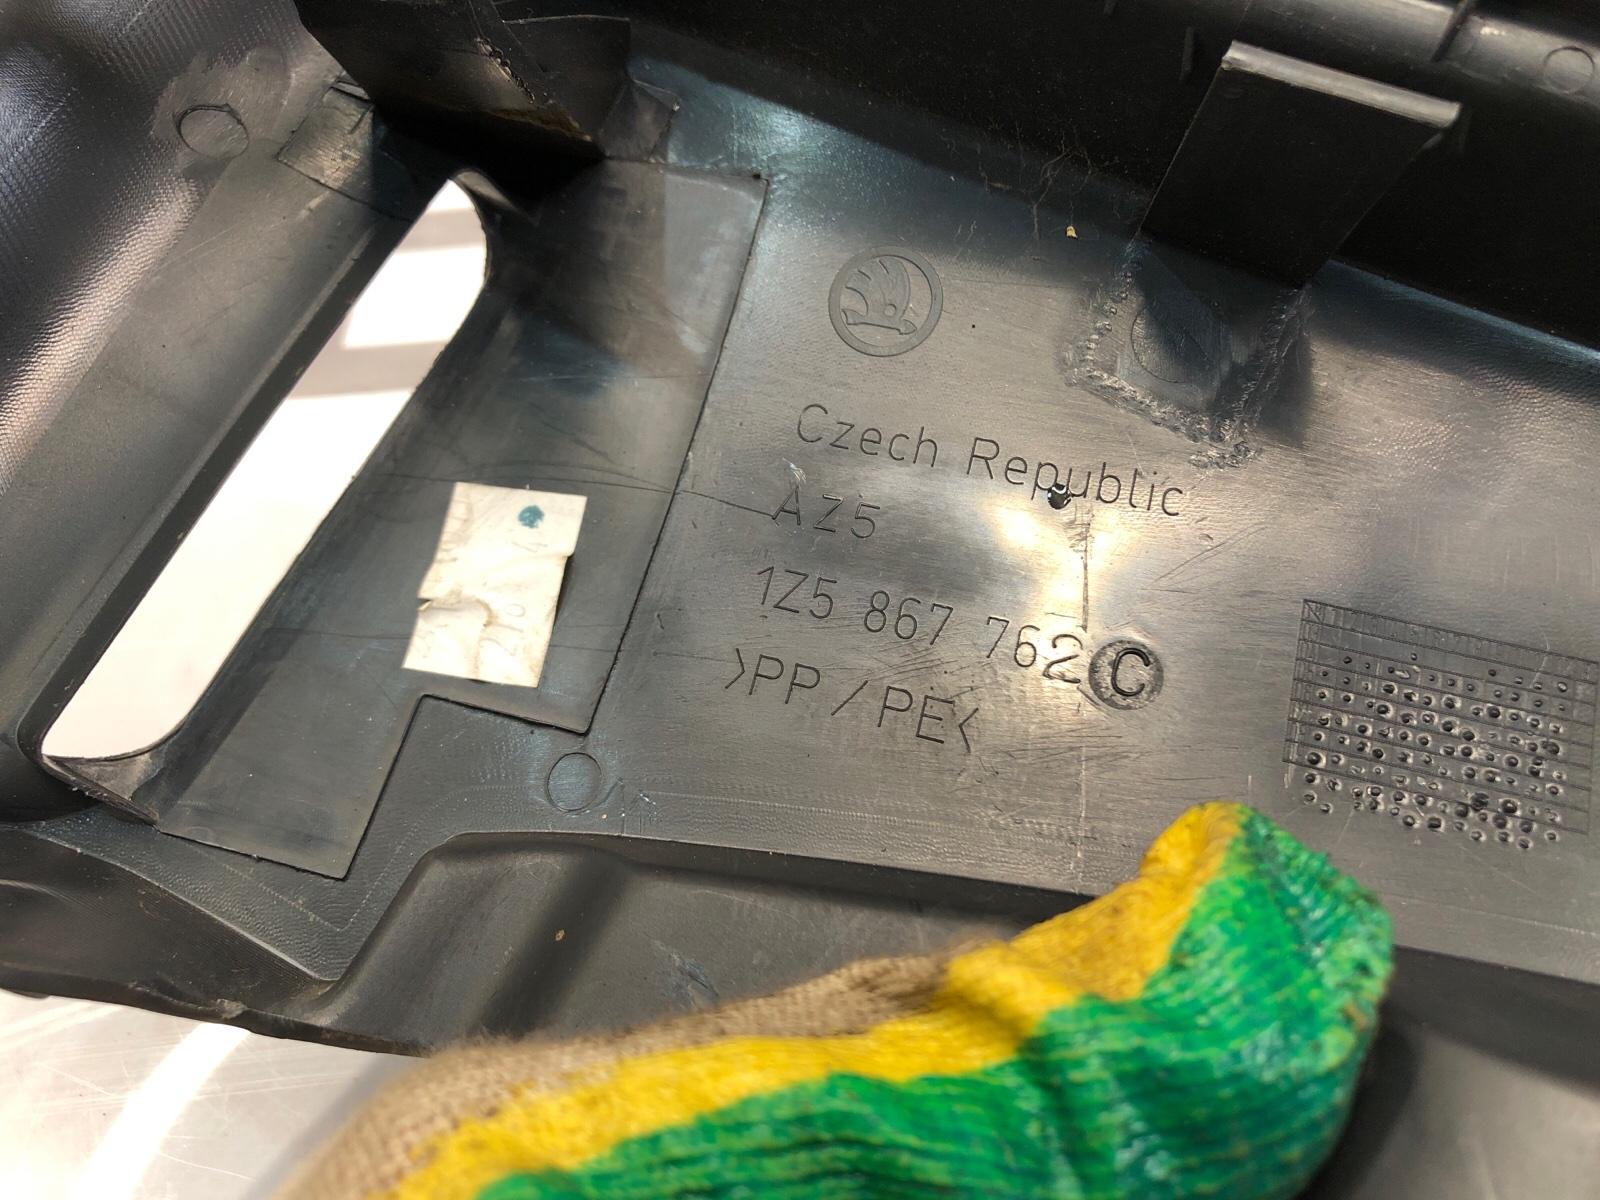 Czech Republic
AZ5
1Z5 867 762 C
>PP/PE<